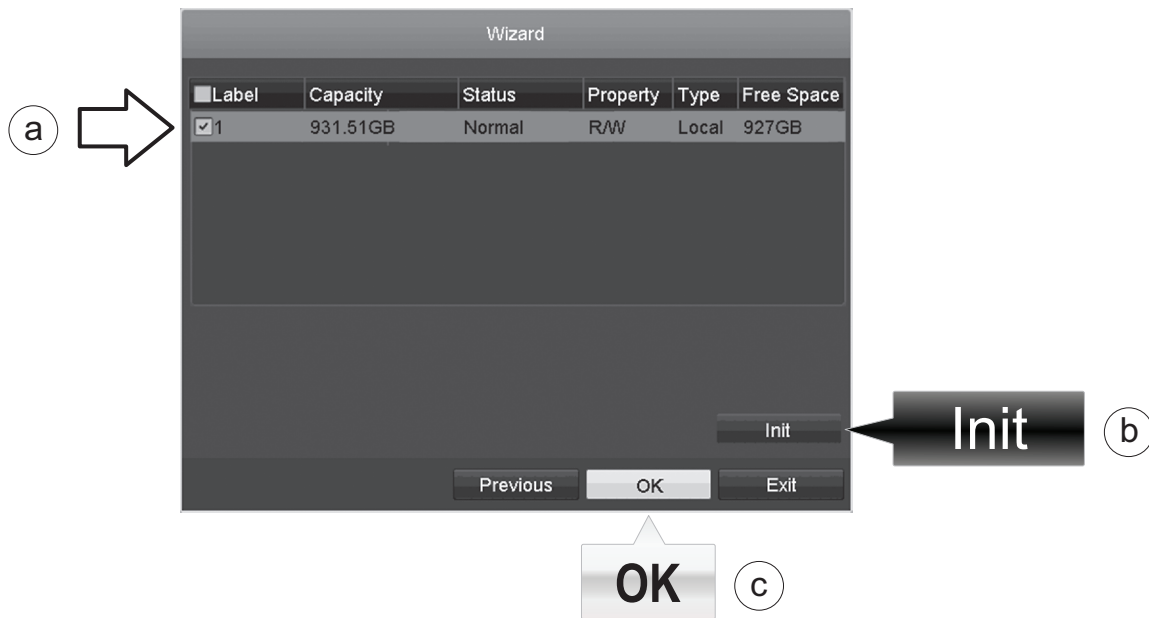 Wizard
Label Capacity Status Property Type Free Space
a
1 931.51GB Normal R/W Local 927GB
Init
Init
b
Previous OK Exit
OK
c